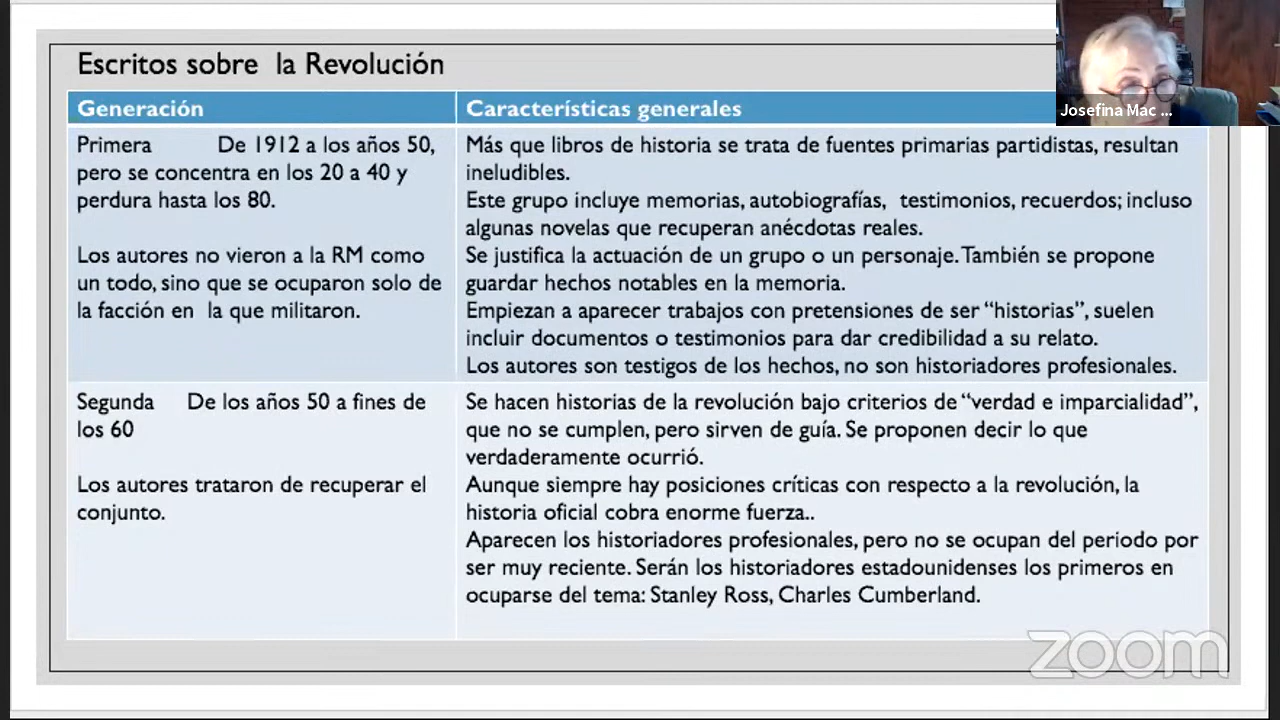 Escritos sobre la Revolución
Josefina Mac ...
Generación
Características generales
Primera De 1912 a los años 50,
pero se concentra en los 20 a 40 y
perdura hasta los 80.
Los autores no vieron a la RM como
un todo, sino que se ocuparon solo de
la facción en la que militaron.
Más que libros de historia se trata de fuentes primarias partidistas, resultan
ineludibles.
Este grupo incluye memorias, autobiografías, testimonios, recuerdos; incluso
algunas novelas que recuperan anécdotas reales.
Se justifica la actuación de un grupo o un personaje. También se propone
guardar hechos notables en la memoria.
Empiezan a aparecer trabajos con pretensiones de ser “historias”, suelen
incluir documentos o testimonios para dar credibilidad a su relato.
Los autores son testigos de los hechos, no son historiadores profesionales.
Segunda De los años 50 a fines de
los 60
Los autores trataron de recuperar el
conjunto.
Se hacen historias de la revolución bajo criterios de “verdad e imparcialidad”,
que no se cumplen, pero sirven de guía. Se proponen decir lo que
verdaderamente ocurrió.
Aunque siempre hay posiciones críticas con respecto a la revolución, la
historia oficial cobra enorme fuerza..
Aparecen los historiadores profesionales, pero no se ocupan del periodo por
ser muy reciente. Serán los historiadores estadounidenses los primeros en
ocuparse del tema: Stanley Ross, Charles Cumberland.
zoom